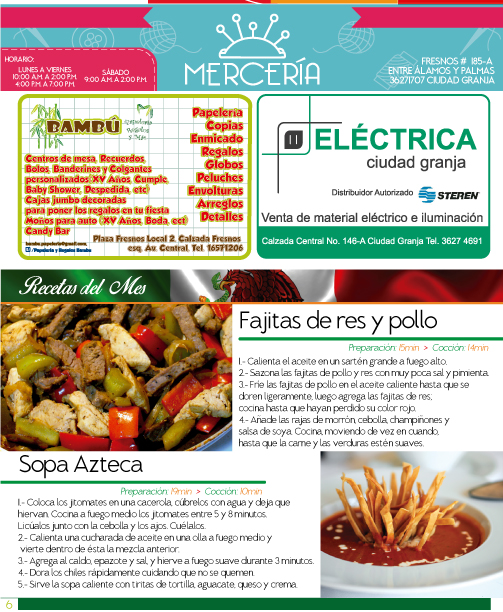 HORARIO:
LUNES A VIERNES
10:00 A.M. A 2:00 P.M.
4:00 P.M. A 7:00 P.M.
SÁBADO
9:00 A.M. A 2:00 P.M.
MERCERÍA
FRESNOS # 185-A
ENTRE ÁLAMOS Y PALMAS
36271707 CIUDAD GRANJA
BAMBÚ
Papelería
Copias
Enmicado
Regalos
Globos
Peluches
Envolturas
Arreglos
Detalles
Centros de mesa, Recuerdos,
Bolos, Banderines y Colgantes
personalizados (XV Años, Cumple,
Baby Shower, Despedida, etc)
Cajas jumbo decoradas
para poner los regalos en tu fiesta
Moños para auto (XV Años, Boda, ect)
Candy Bar
bambu.papeleria@gmail.com
/Papeleria y Regalos Bambu
Plaza Fresnos Local 2, Calzada Fresnos
esq. Av. Central, Tel. 16571206
ELÉCTRICA
ciudad granja
Distribuidor Autorizado
STEREN
Venta de material eléctrico e iluminación
Calzada Central No. 146-A Ciudad Granja Tel. 3627 4691
Recetas del Mes
Fajitas de res y pollo
Preparación: 15min > Cocción: 14min
1.- Calienta el aceite en un sartén grande a fuego alto.
2.- Sazona las fajitas de pollo y res con muy poca sal y pimienta.
3.- Fríe las fajitas de pollo en el aceite caliente hasta que se
doren ligeramente, luego agrega las fajitas de res;
cocina hasta que hayan perdido su color rojo.
4.- Añade las rajas de morrón, cebolla, champiñones y
salsa de soya. Cocina, moviendo de vez en cuando,
hasta que la carne y las verduras estén suaves.
Sopa Azteca
Preparación: 19min > Cocción: 10min
1.- Coloca los jitomates en una cacerola, cúbrelos con agua y deja que
hiervan. Cocina a fuego medio los jitomates entre 5 y 8 minutos.
Licúalos junto con la cebolla y los ajos. Cuélalos.
2.- Calienta una cucharada de aceite en una olla a fuego medio y
vierte dentro de ésta la mezcla anterior.
3.- Agrega al caldo, epazote y sal, y hierve a fuego suave durante 3 minutos.
4.- Dora los chiles rápidamente cuidando que no se quemen.
5.- Sirve la sopa caliente con tiritas de tortilla, aguacate, queso y crema.
6